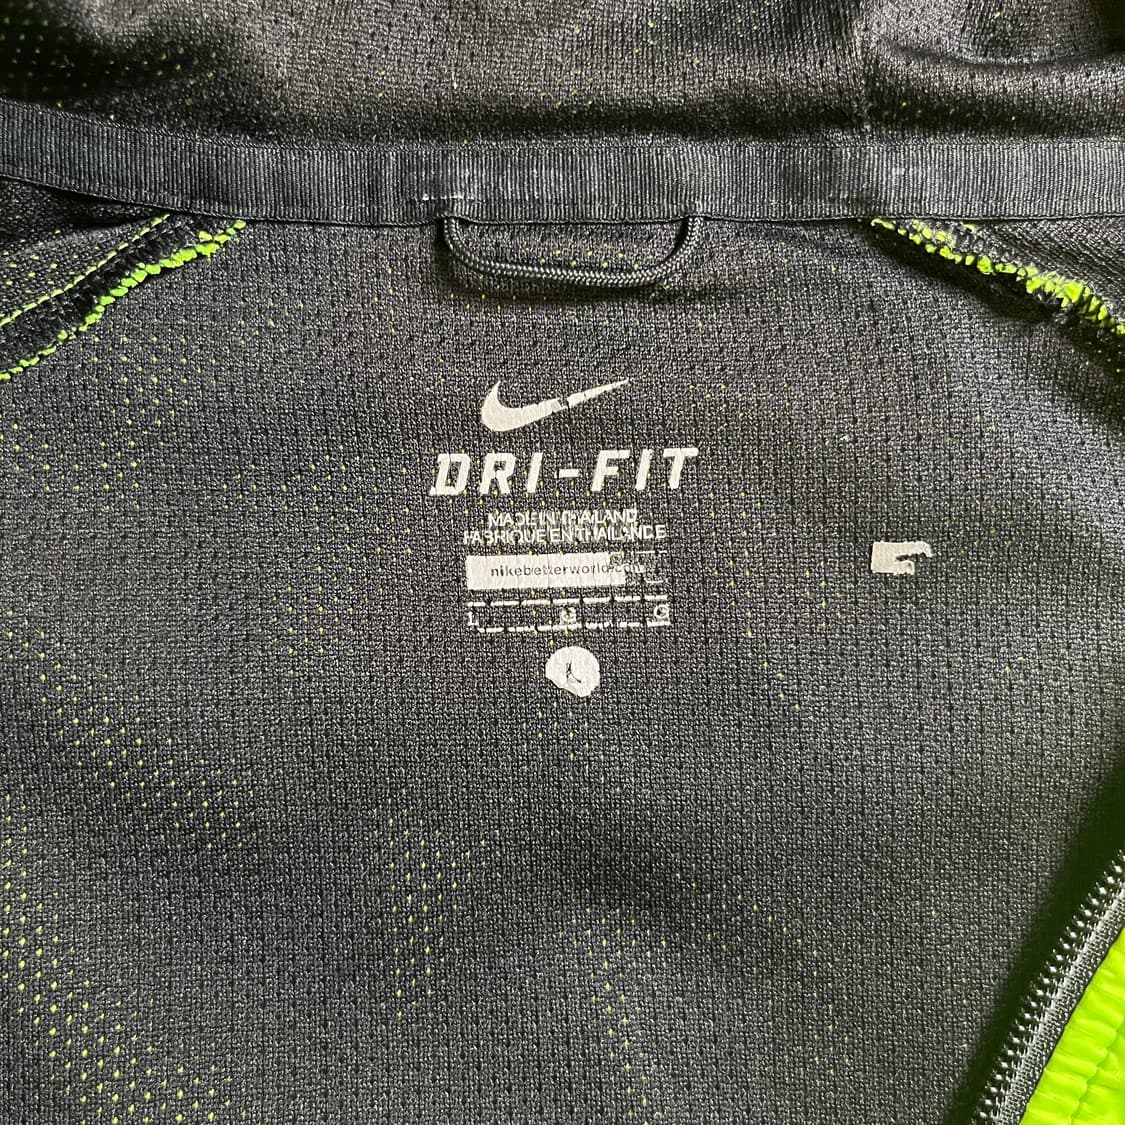 DRI-FIT
MADE IN THAILAND
FABRIQUE EN THAILANDE
nikebetterworld.com
L G G
L